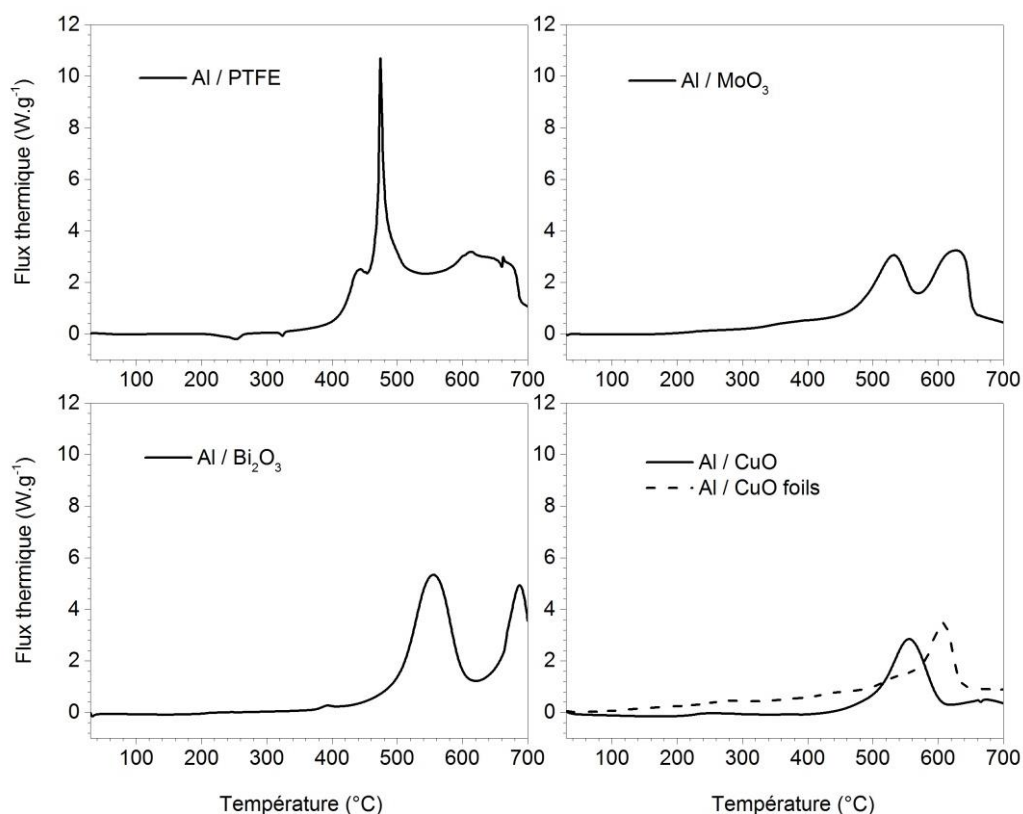 Al / PTFE
Flux thermique (W.g-1)
12
10
8
6
4
2
0
100 200 300 400 500 600 700
Al / MoO3
12
10
8
6
4
2
0
100 200 300 400 500 600 700
Al / Bi2O3
Flux thermique (W.g-1)
12
10
8
6
4
2
0
100 200 300 400 500 600 700
Température (°C)
Al / CuO
Al / CuO foils
12
10
8
6
4
2
0
100 200 300 400 500 600 700
Température (°C)